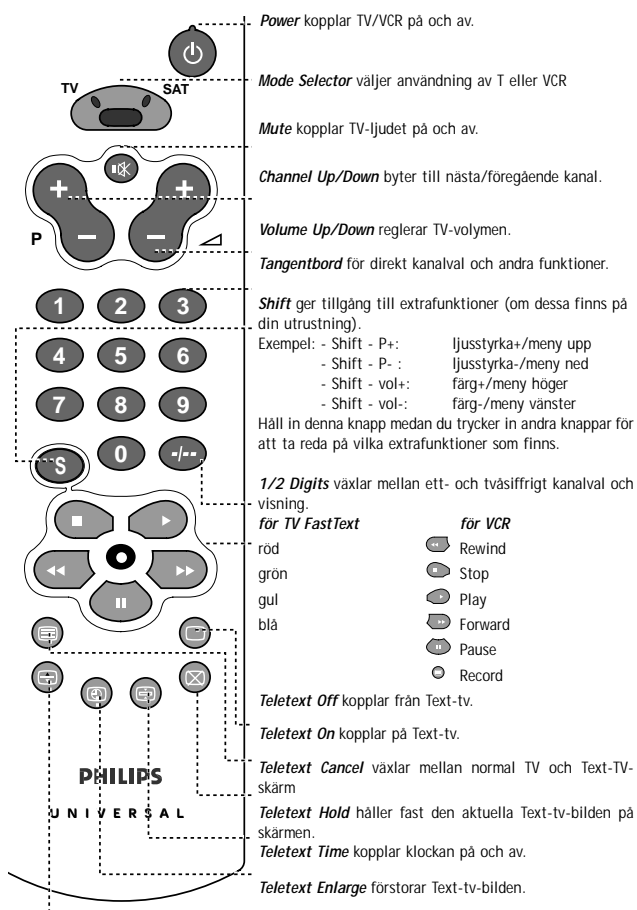 Power kopplar TV/VCR på och av.
TV
SAT
Mode Selector väljer användning av T eller VCR
Mute kopplar TV-ljudet på och av.
Channel Up/Down byter till nästa/föregående kanal.
P
Volume Up/Down reglerar TV-volymen.
Tangentbord för direkt kanalval och andra funktioner.
1 2 3
4 5 6
7 8 9
S 0 -/--
Shift ger tillgång till extrafunktioner (om dessa finns på
din utrustning).
Exempel: - Shift - P+: ljusstyrka+/meny upp
- Shift - P- : ljusstyrka-/meny ned
- Shift - vol+: färg+/meny höger
- Shift - vol-: färg-/meny vänster
Håll in denna knapp medan du trycker in andra knappar för
att ta reda på vilka extrafunktioner som finns.
1/2 Digits växlar mellan ett- och tvåsiffrigt kanalval och
visning.
för TV FastText för VCR
röd Rewind
grön Stop
gul Play
blå Forward
Pause
Record
Teletext Off kopplar från Text-tv.
Teletext On kopplar på Text-tv.
Teletext Cancel växlar mellan normal TV och Text-TV-
skärm
Teletext Hold håller fast den aktuella Text-tv-bilden på
skärmen.
Teletext Time kopplar klockan på och av.
Teletext Enlarge förstorar Text-tv-bilden.
PHILIPS
UNIVERSAL